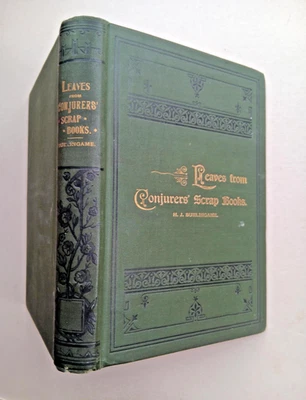 LEAVES
FROM
CONJURERS'
SCRAP
BOOKS.
BURLINGAME.
Leaves from
Conjurers' Scrap Books.
H. J. BURLINGAME.